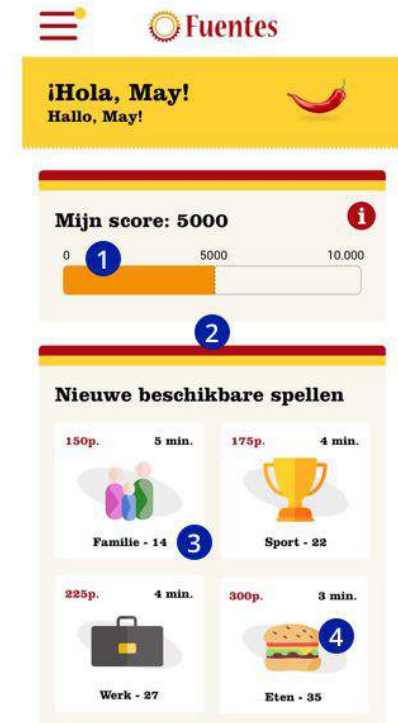 Fuentes
¡Hola, May!
Hallo, May!
Mijn score: 5000
i
0 5000 10.000
1
2
Nieuwe beschikbare spellen
150p. 5 min. 175p. 4 min.
Familie - 14 3 Sport - 22
225p. 4 min. 300p. 3 min.
4
Werk - 27 Eten - 35